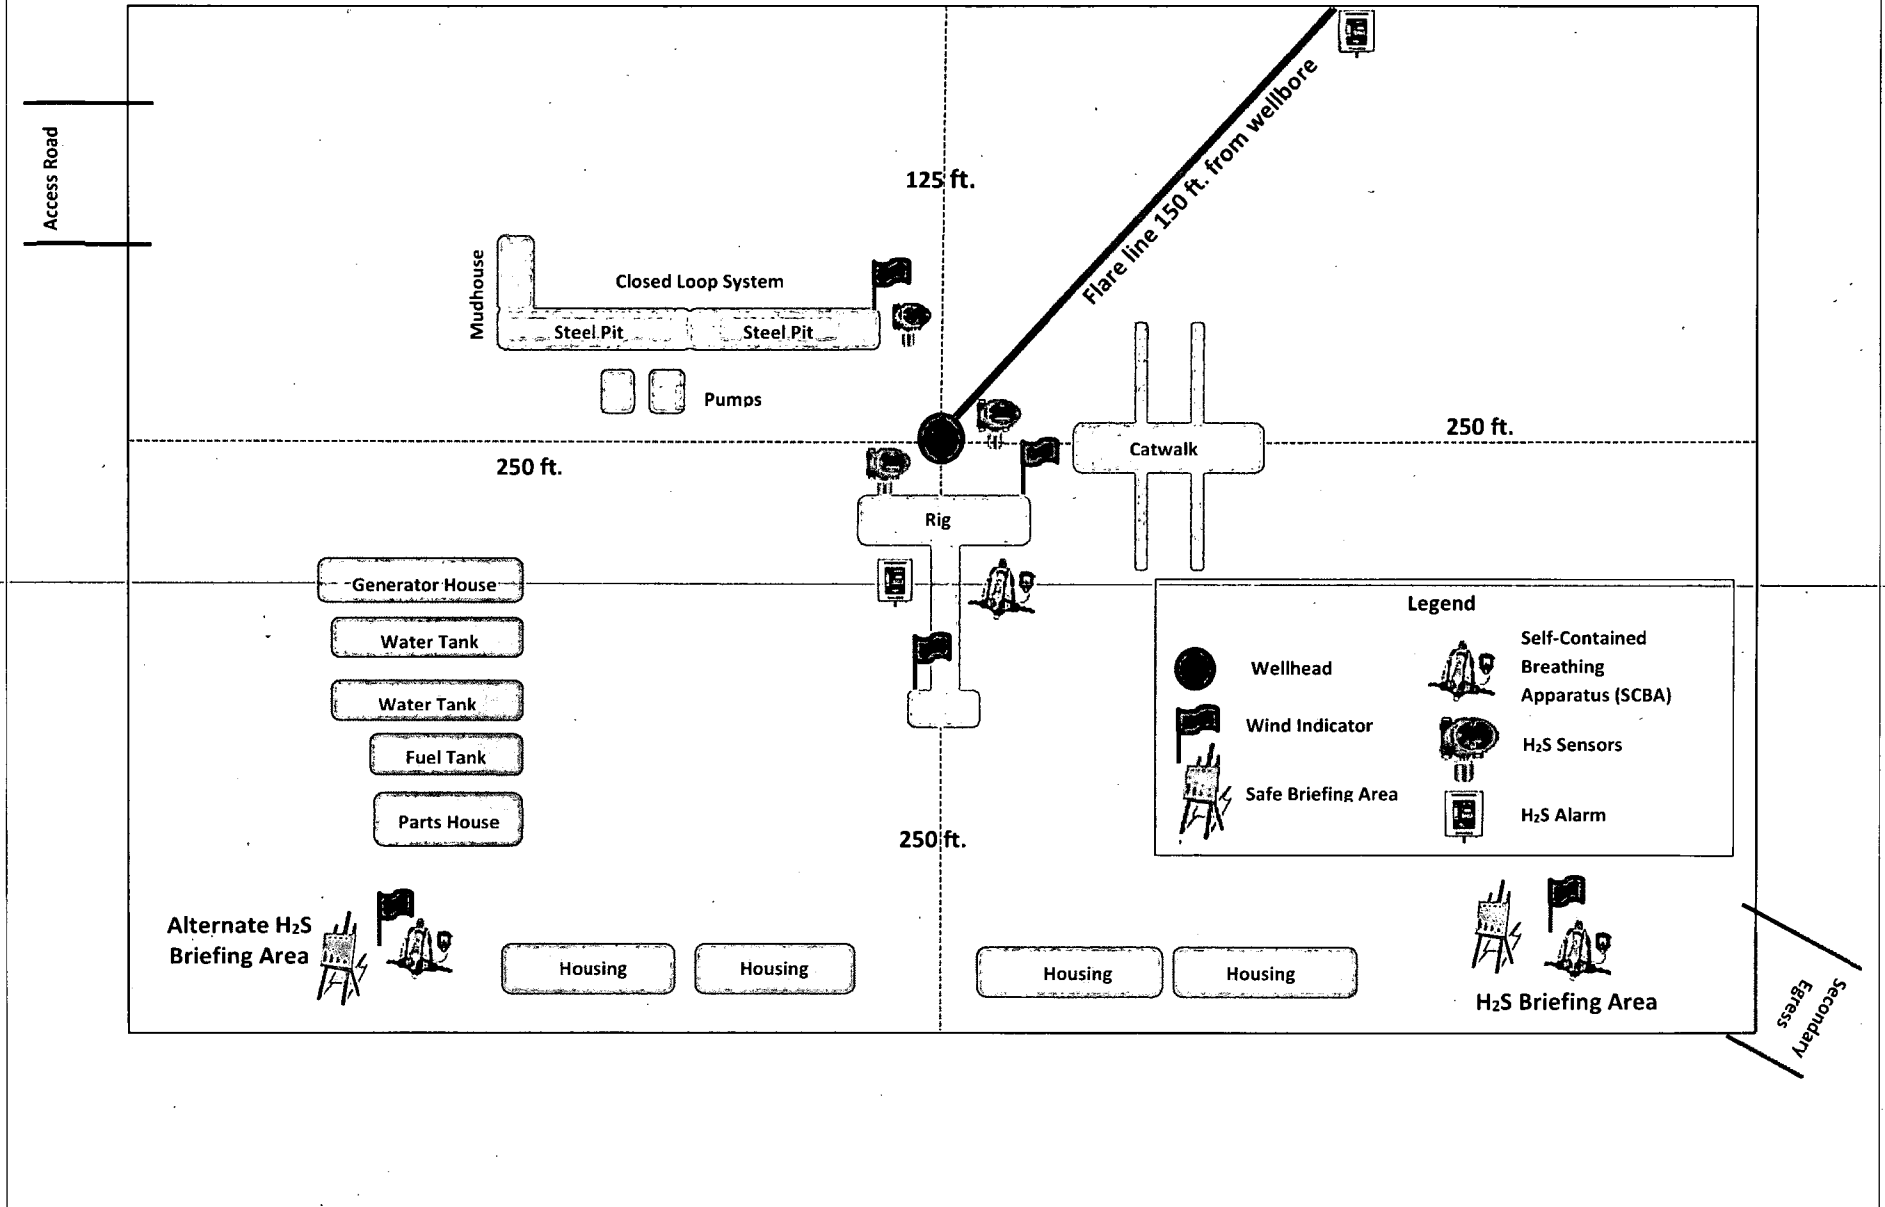 Access Road
125 ft.
Flare line 150 ft. from wellbore
Mudhouse
Closed Loop System
Steel Pit
Steel Pit
Pumps
250 ft.
250 ft.
Catwalk
Rig
Generator House
Water Tank
Water Tank
Fuel Tank
Parts House
250 ft.
Legend
Wellhead
Wind Indicator
Safe Briefing Area
Self-Contained
Breathing
Apparatus (SCBA)
H₂S Sensors
H₂S Alarm
Alternate H₂S
Briefing Area
Housing
Housing
Housing
Housing
H₂S Briefing Area
Secondary
Egress